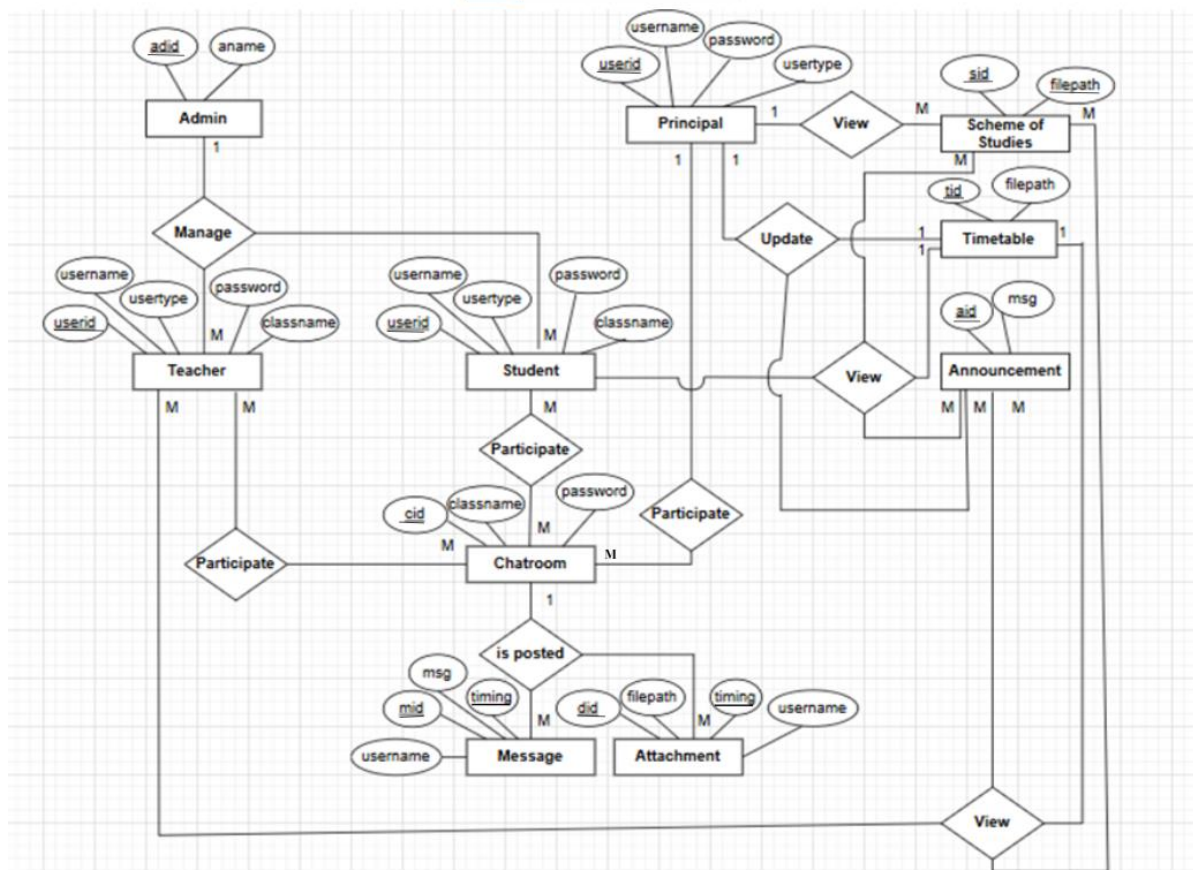 adid
aname
Admin
1
Manage
username
usertype
password
userid
classname
M
Teacher
M
M
username
usertype
password
userid
classname
M
Student
M
Participate
username
password
userid
usertype
Principal
1
View
M
1
1
sid
filepath
Scheme of
Studies
M
M
tid
filepath
Timetable
1
1
1
Update
aid
msg
Announcement
M
M
M
View
Participate
M
cid
classname
password
M
M
Chatroom
1
Participate
is posted
msg
timing
mid
username
M
Message
did
filepath
timing
username
M
Attachment
View